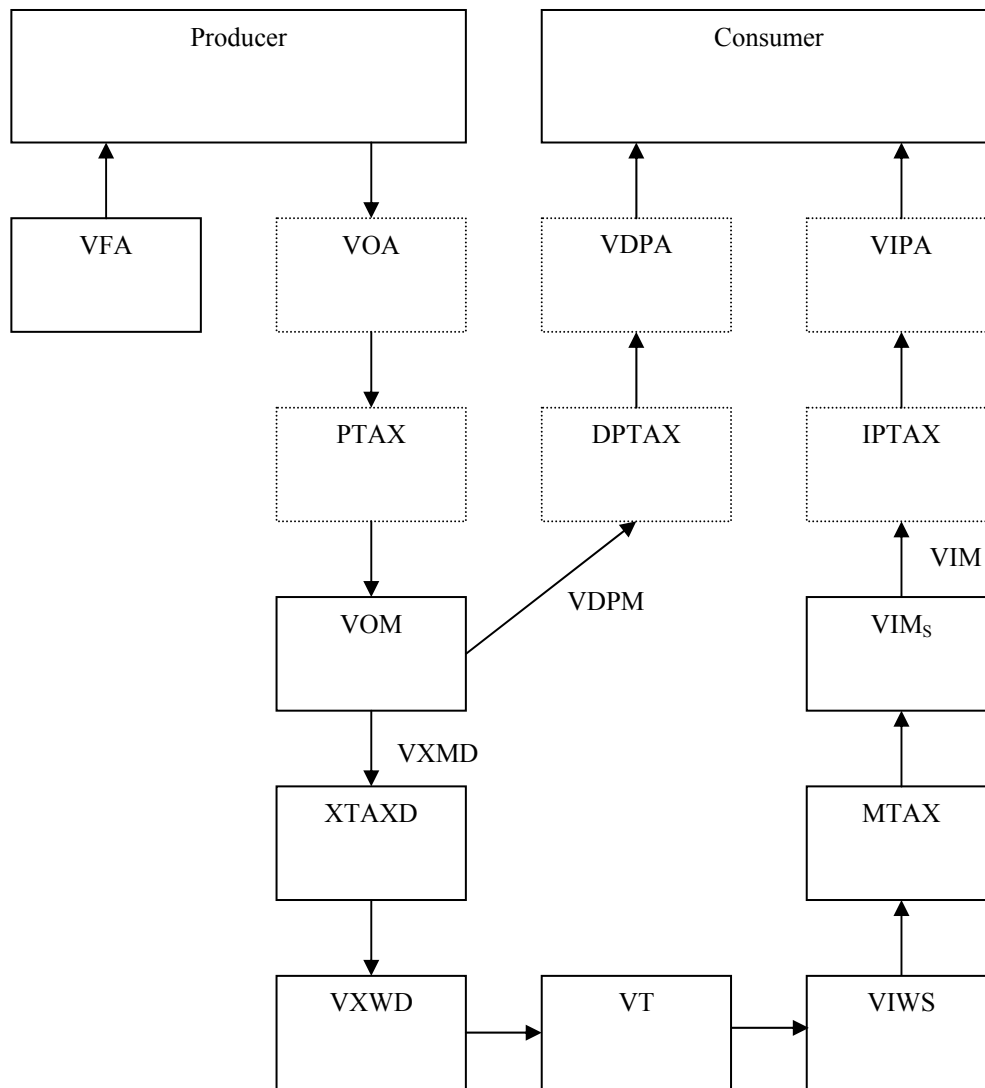 Producer
Consumer
VFA
VOA
VDPA
VIPA
PTAX
DPTAX
IPTAX
VIM
VDPM
VOM
VIMS
VXMD
XTAXD
MTAX
VXWD
VT
VIWS